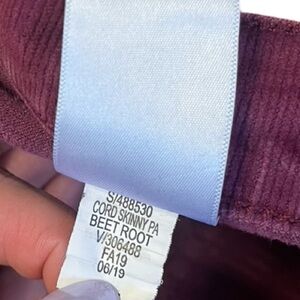 S/488530
CORD SKINNY PA
BEET ROOT
V/306488
FA19
06/19